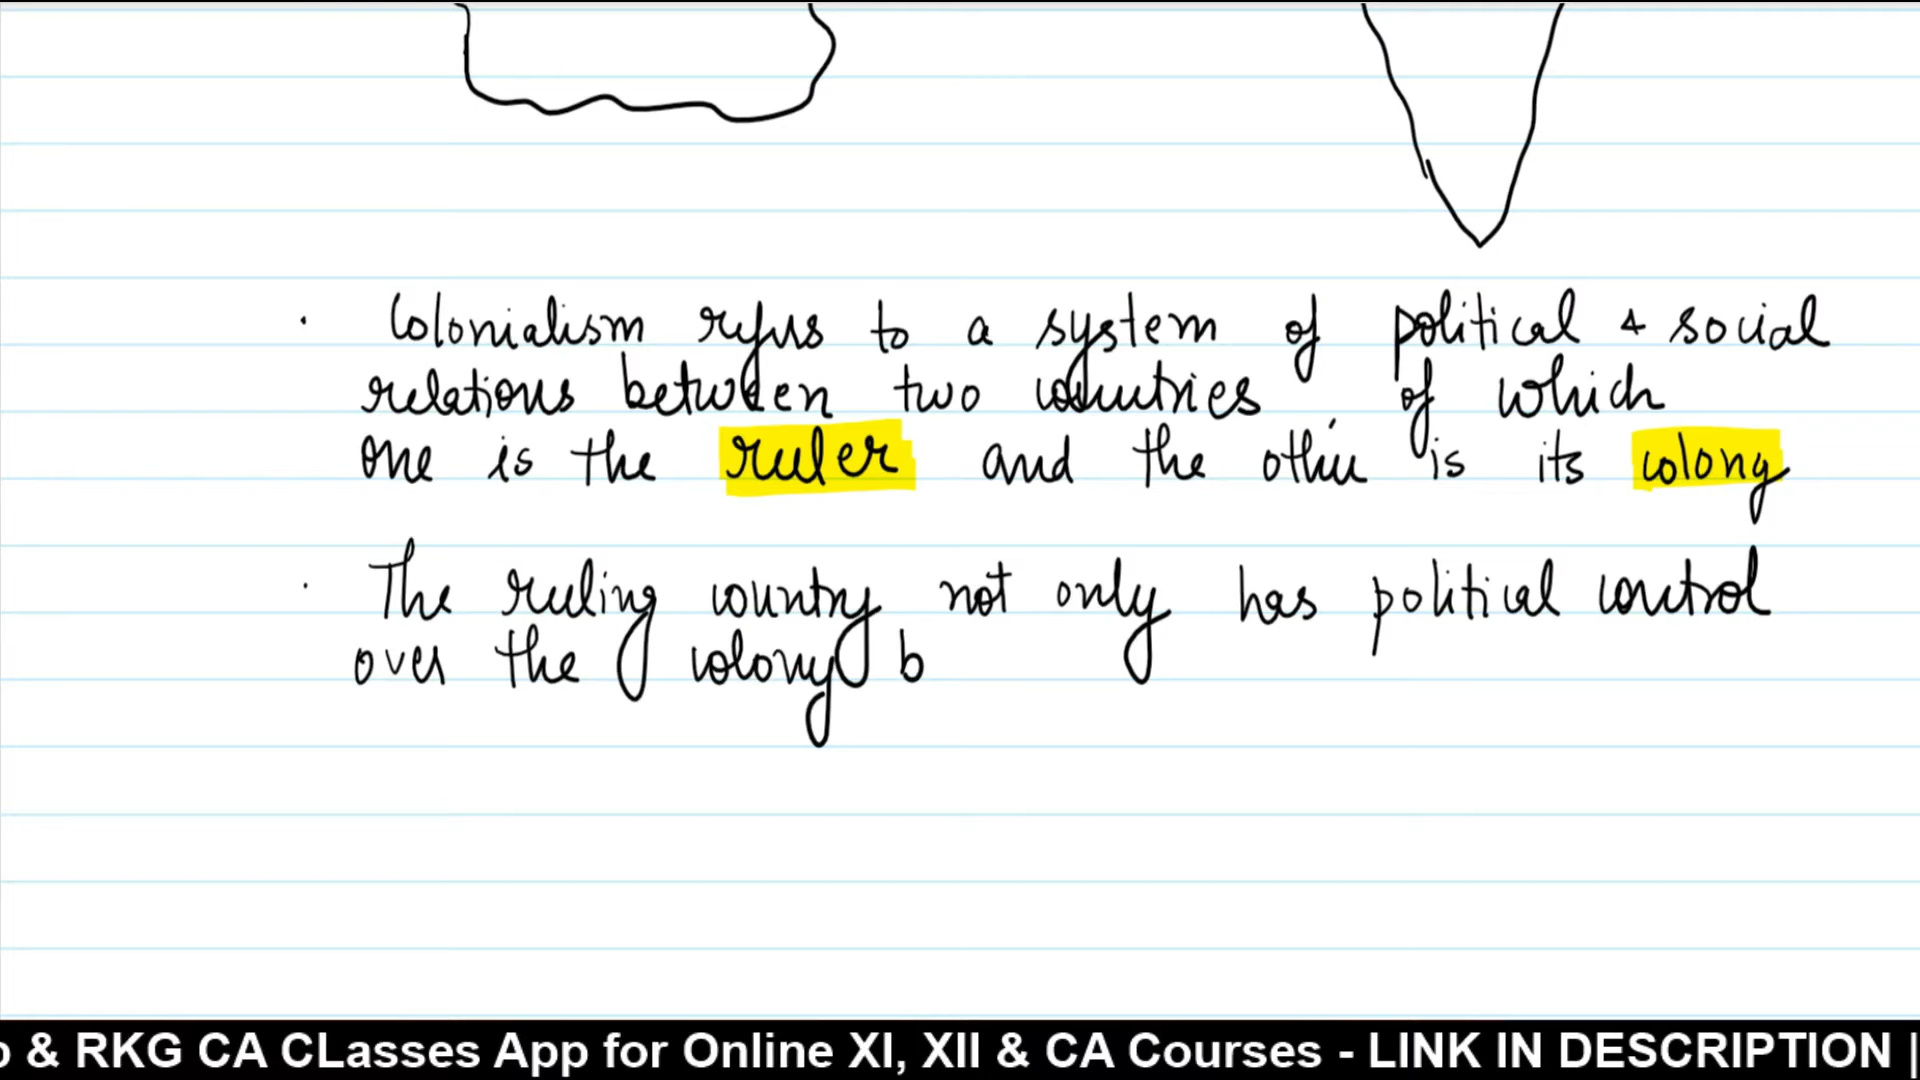 · Colonialism refers to a system of political & social
relations between two countries of which
one is the ruler and the other is its colony
· The ruling country not only has political control
over the colony b
o & RKG CA CLasses App for Online XI, XII & CA Courses - LINK IN DESCRIPTION |